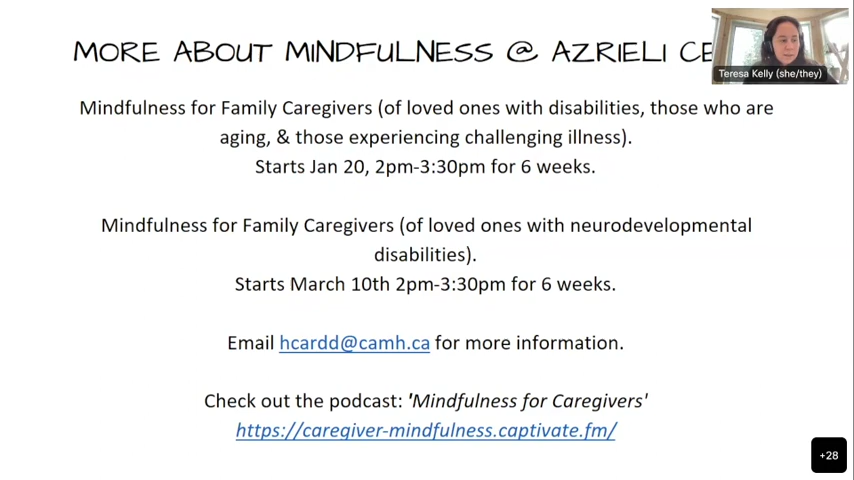 MORE ABOUT MINDFULNESS @ AZRIELI CE
Teresa Kelly (she/they)
Mindfulness for Family Caregivers (of loved ones with disabilities, those who are
aging, & those experiencing challenging illness).
Starts Jan 20, 2pm-3:30pm for 6 weeks.
Mindfulness for Family Caregivers (of loved ones with neurodevelopmental
disabilities).
Starts March 10th 2pm-3:30pm for 6 weeks.
Email hcardd@camh.ca for more information.
Check out the podcast: 'Mindfulness for Caregivers'
https://caregiver-mindfulness.captivate.fm/
+28